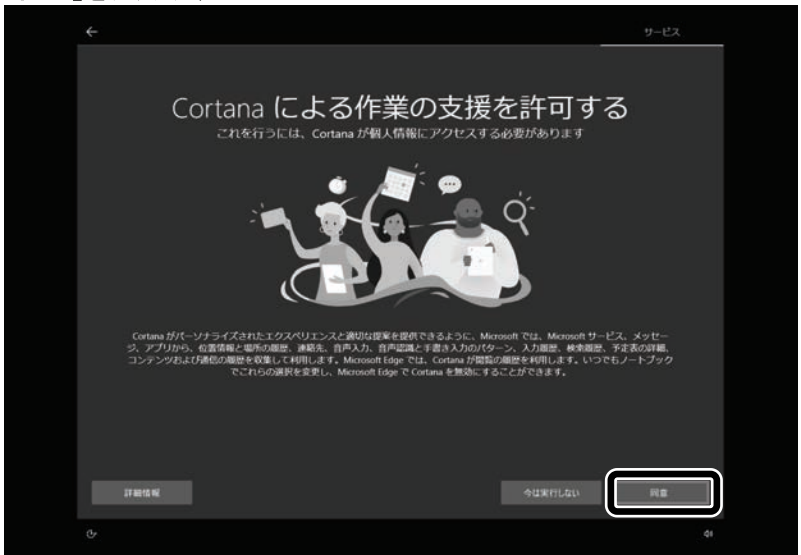 サービス
Cortana による作業の支援を許可する
これを行うには、Cortana が個人情報にアクセスする必要があります
Cortana がパーソナライズされたエクスペリエンスと適切な提案を提供できるように、Microsoft では、Microsoft サービス、メッセー
ジ、アプリから、位置情報と場所の履歴、連絡先、音声入力、音声認識と手書き入力のパターン、入力履歴、検索履歴、予定表の詳細、
コンテンツおよび通信の履歴を収集して利用します。Microsoft Edge では、Cortana が閲覧の履歴を利用します。いつでもノートブック
でこれらの選択を変更し、Microsoft Edge で Cortana を無効にすることができます。
詳細情報
今は実行しない
同意